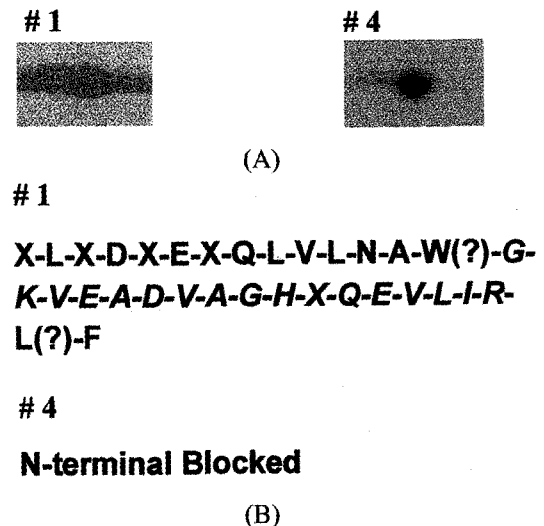 # 1 # 4
(A)
# 1
X-L-X-D-X-E-X-Q-L-V-L-N-A-W(?)-G-
K-V-E-A-D-V-A-G-H-X-Q-E-V-L-I-R-
L(?)-F
# 4
N-terminal Blocked
(B)